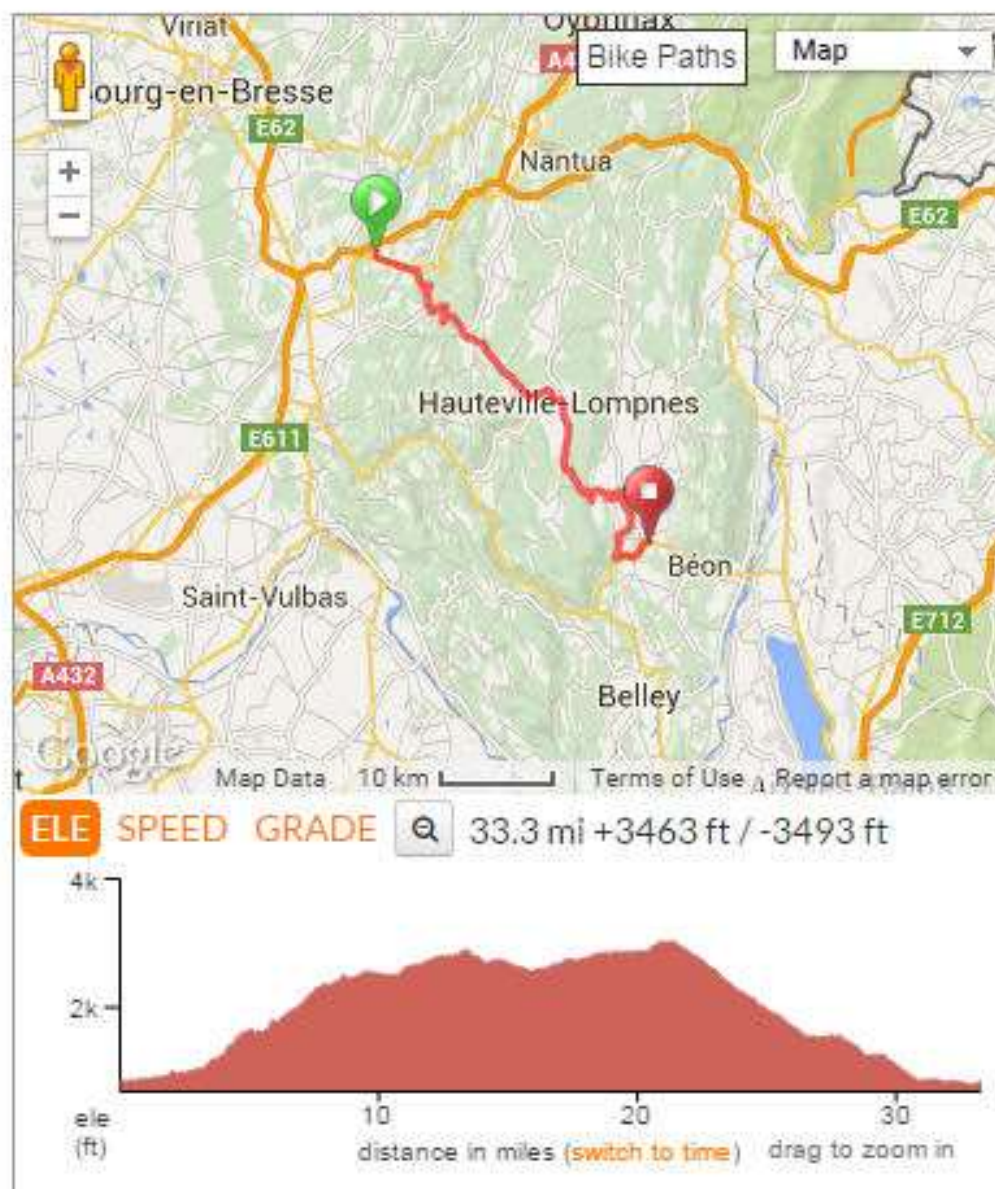 Viriat
Oyonnax
Bike Paths
Map
A4
ourg-en-Bresse
E62
Nantua
E62
Hauteville-Lompnes
E611
Béon
Saint-Vulbas
E712
A432
Belley
Google
t Map Data 10 km Terms of Use Report a map error
ELE SPEED GRADE 33.3 mi +3463 ft / -3493 ft
4k
2k
ele
(ft)
10 20 30
distance in miles (switch to time) drag to zoom in